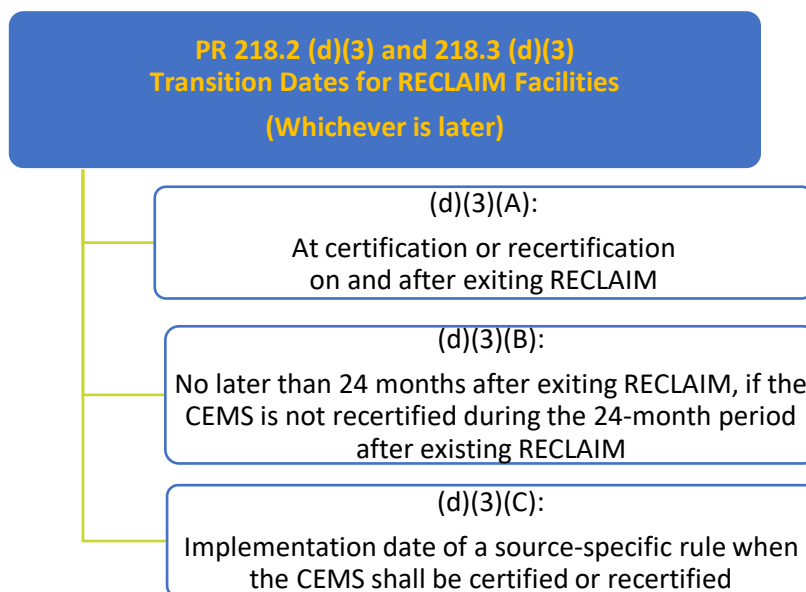 PR 218.2 (d)(3) and 218.3 (d)(3)
Transition Dates for RECLAIM Facilities
(Whichever is later)
(d)(3)(A):
At certification or recertification
on and after exiting RECLAIM
(d)(3)(B):
No later than 24 months after exiting RECLAIM, if the
CEMS is not recertified during the 24-month period
after existing RECLAIM
(d)(3)(C):
Implementation date of a source-specific rule when
the CEMS shall be certified or recertified